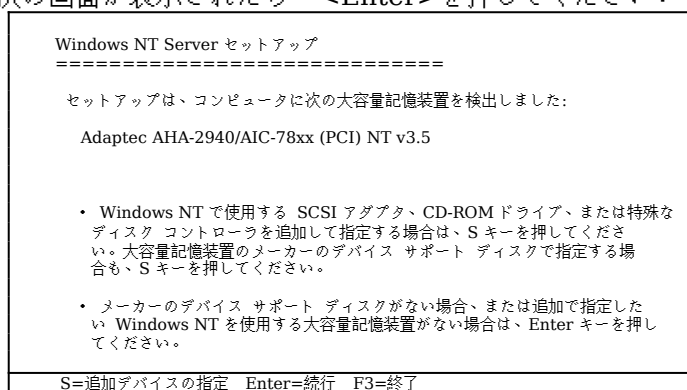 次の画面が表示されたら <Enter>を押してください.
Windows NT Server セットアップ
=============================
セットアップは、コンピュータに次の大容量記憶装置を検出しました:
Adaptec AHA-2940/AIC-78xx (PCI) NT v3.5
• Windows NT で使用する SCSI アダプタ、CD-ROM ドライブ、または特殊な
ディスク コントローラを追加して指定する場合は、S キーを押してくださ
い。大容量記憶装置のメーカーのデバイス サポート ディスクで指定する場
合も、S キーを押してください。
• メーカーのデバイス サポート ディスクがない場合、または追加で指定した
い Windows NT を使用する大容量記憶装置がない場合は、Enter キーを押し
てください。
S=追加デバイスの指定 Enter=続行 F3=終了